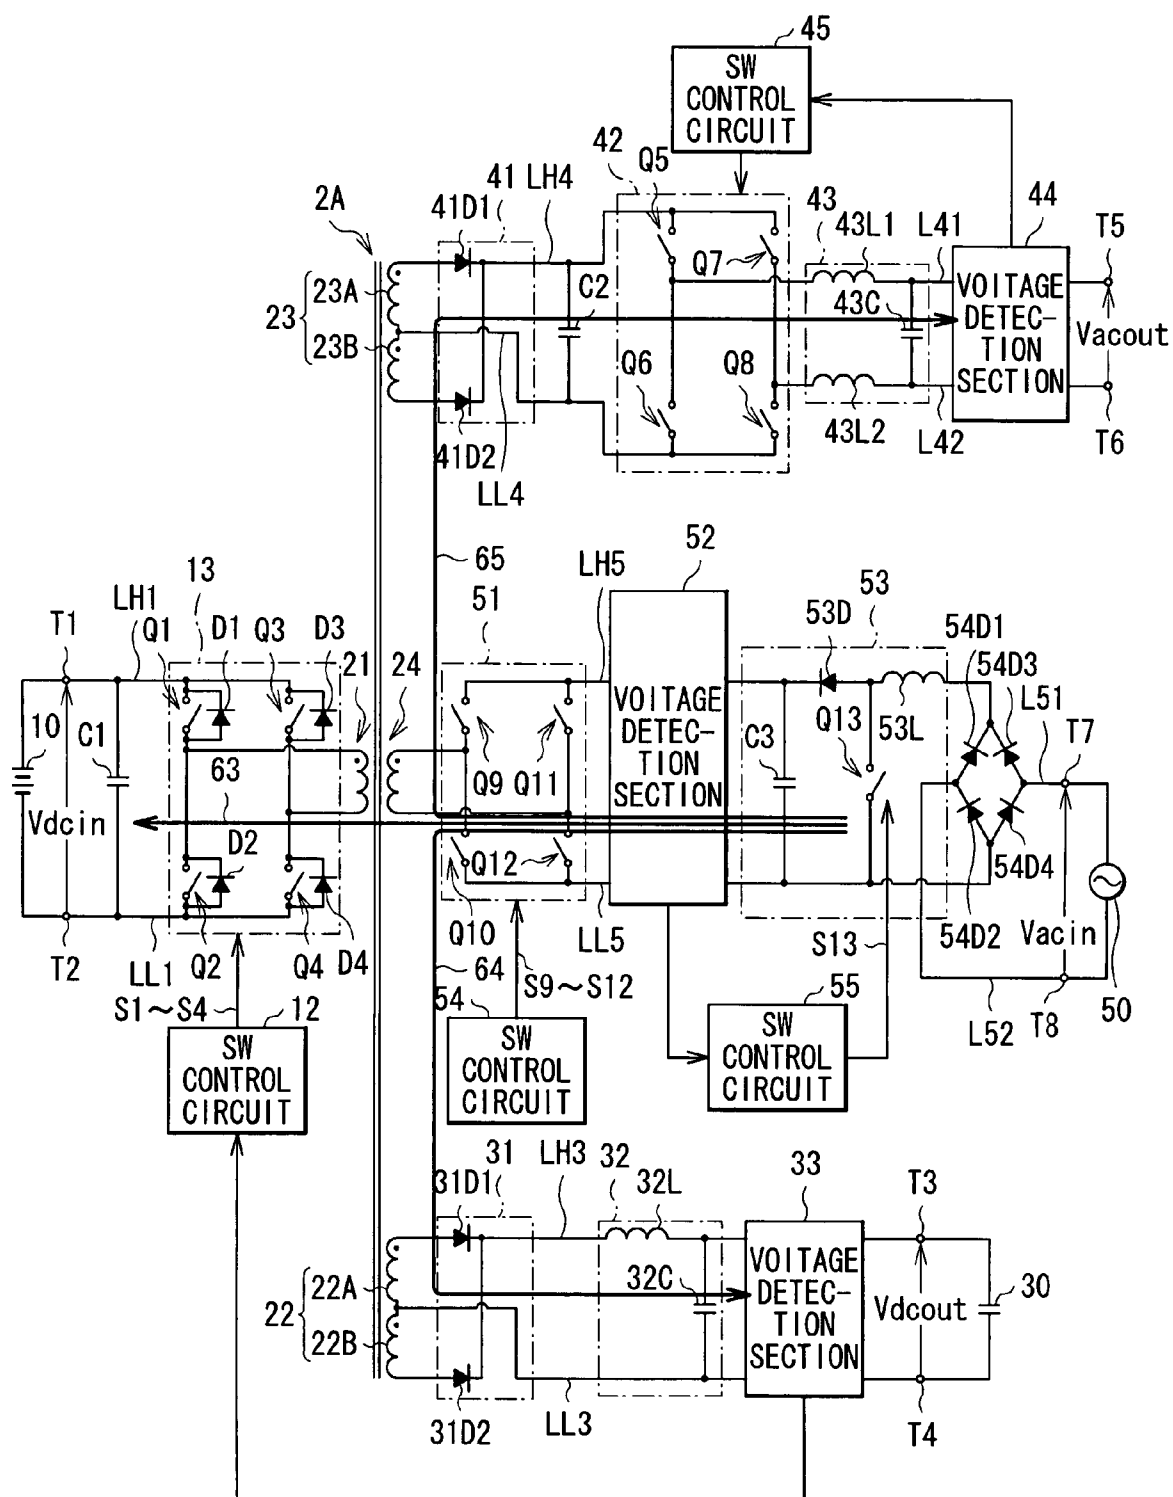 45
SW
CONTROL
CIRCUIT
42
Q5
2A
41D1
41
LH4
43
43L1
L41
44
T5
23
23A
23B
C2
Q7
43C
VOLTAGE
DETEC-
TION
SECTION
Vacout
Q6
Q8
41D2
LL4
43L2
L42
T6
65
52
13
51
LH5
53
T1
LH1
Q1
D1
Q3
D3
21
24
53D
54D1
54D3
L51
T7
10
C1
63
Q9
Q11
VOLTAGE
DETEC-
TION
SECTION
C3
Q13
53L
Vdcin
D2
Q12
54D4
T2
LL1
Q2
Q4
D4
Q10
LL5
S13
54D2
Vacin
S1～S4
12
64
54
S9～S12
55
L52
T8
50
SW
CONTROL
CIRCUIT
SW
CONTROL
CIRCUIT
SW
CONTROL
CIRCUIT
31D1
31
LH3
32
32L
33
T3
22
22A
22B
32C
VOLTAGE
DETEC-
TION
SECTION
Vdcout
30
31D2
LL3
T4